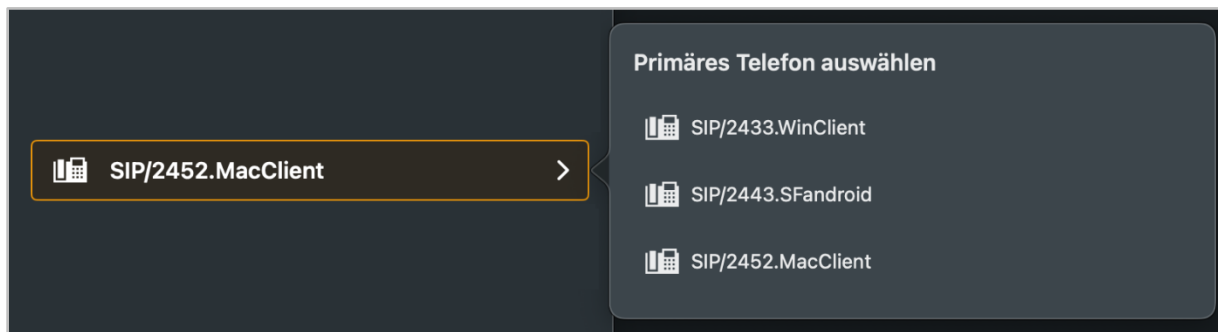 SIP/2452.MacClient
Primäres Telefon auswählen
SIP/2433.WinClient
SIP/2443.SFandroid
SIP/2452.MacClient